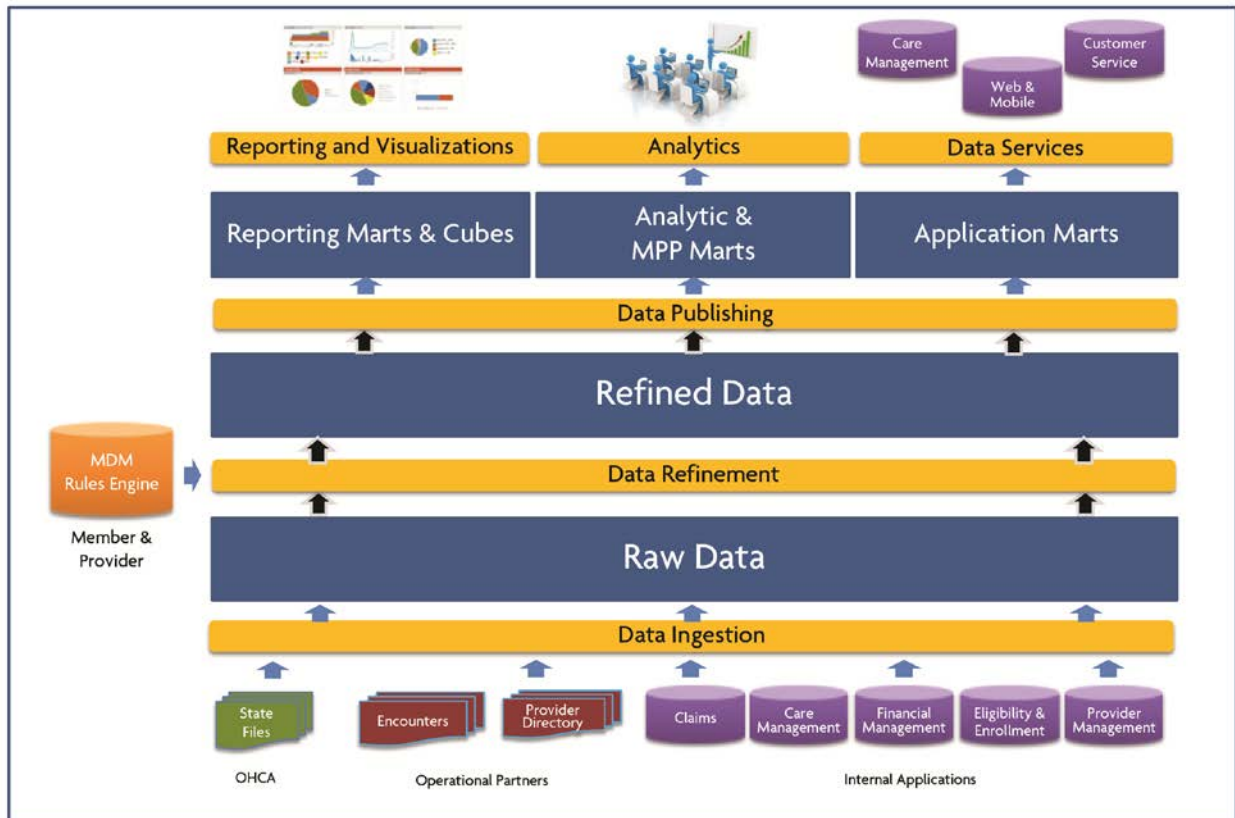 Care
Management
Customer
Service
Web &
Mobile
Reporting and Visualizations
Analytics
Data Services
Reporting Marts & Cubes
Analytic &
MPP Marts
Application Marts
Data Publishing
Refined Data
MDM
Rules Engine
Data Refinement
Member &
Provider
Raw Data
Data Ingestion
State
Files
Encounters
Provider
Directory
Claims
Care
Management
Financial
Management
Eligibility &
Enrollment
Provider
Management
OHCA
Operational Partners
Internal Applications